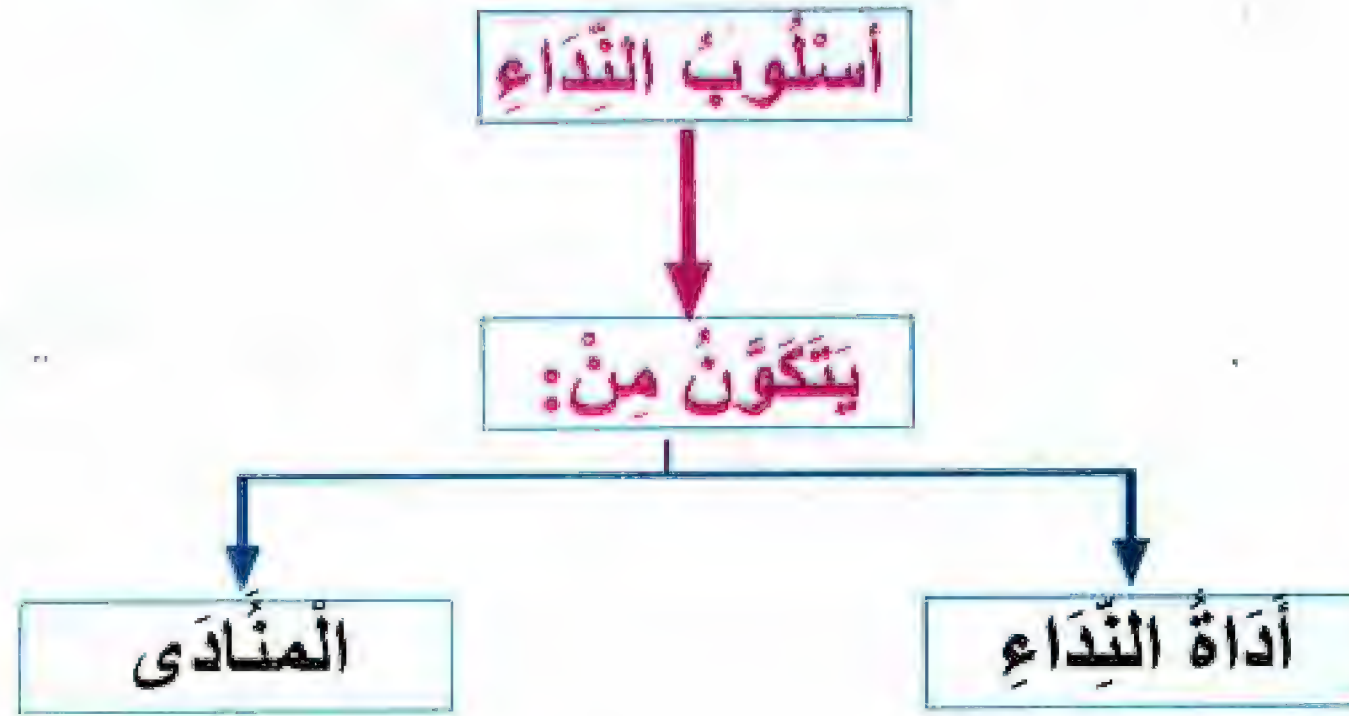 أُسْلُوبُ النِّدَاءِ
يَتَكَوَّنُ مِنْ:
أَدَاةُ النِّدَاءِ
الْمُنَادَى